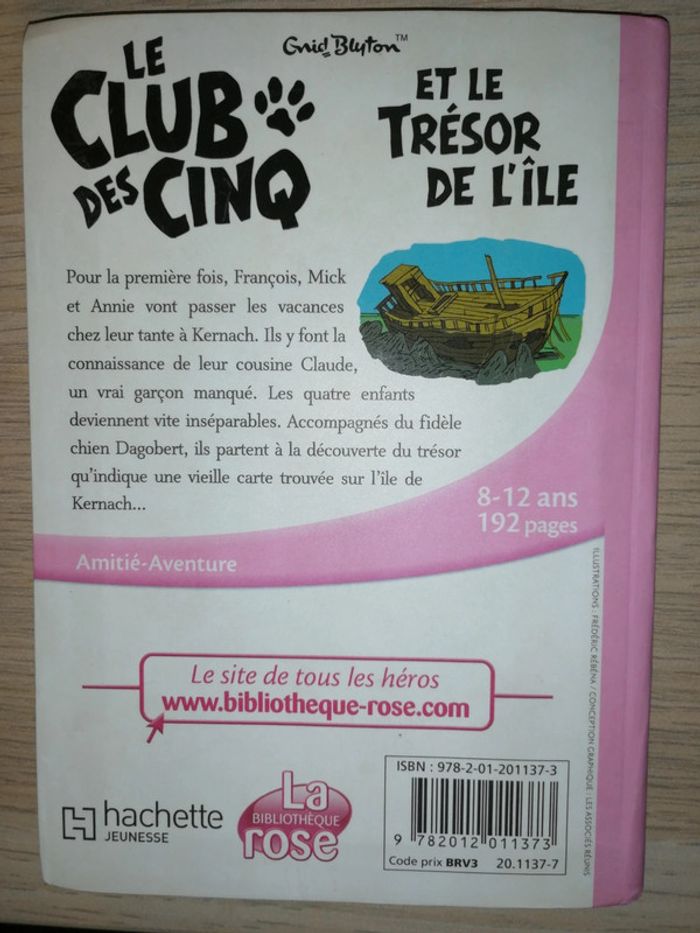 Enid Blyton™
LE
CLUB
DES CINQ
ET LE
TRÉSOR
DE L'ÎLE
Pour la première fois, François, Mick
et Annie vont passer les vacances
chez leur tante à Kernach. Ils y font la
connaissance de leur cousine Claude,
un vrai garçon manqué. Les quatre enfants
deviennent vite inséparables. Accompagnés du fidèle
chien Dagobert, ils partent à la découverte du trésor
qu'indique une vieille carte trouvée sur l'île de
Kernach...
8-12 ans
192 pages
Amitié-Aventure
ILLUSTRATIONS : FRÉDÉRIC RÉBÉNA / CONCEPTION GRAPHIQUE : LES ASSOCIÉS RÉUNIS
Le site de tous les héros
www.bibliotheque-rose.com
hachette
JEUNESSE
La
BIBLIOTHÈQUE
rose
ISBN : 978-2-01-201137-3
9 782012 011373
Code prix BRV3 20.1137-7